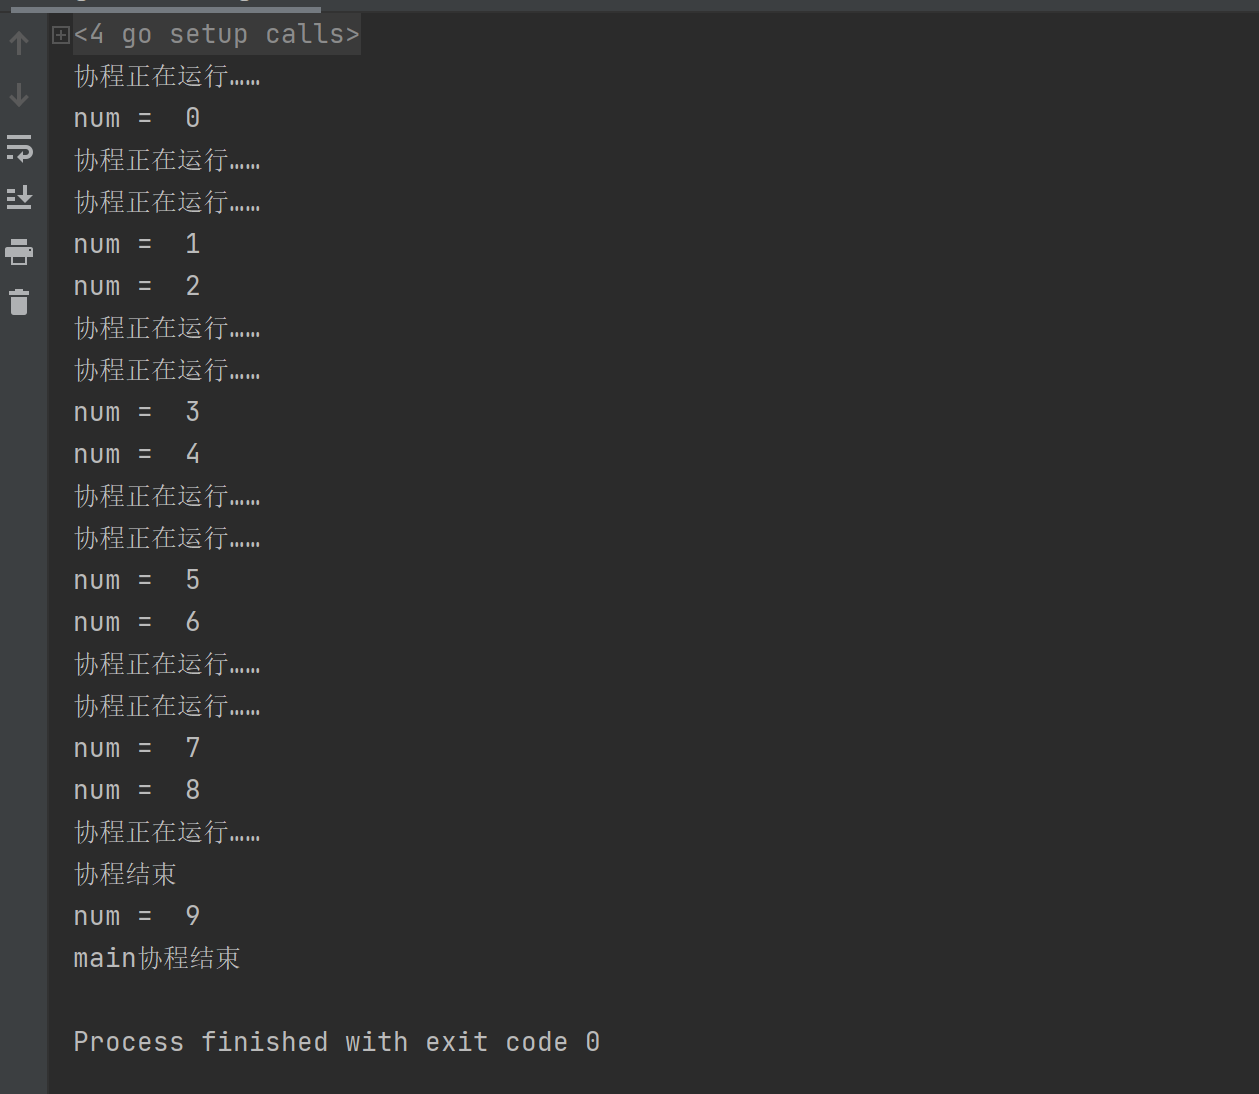 <4 go setup calls>
协程正在运行……
num =  0
协程正在运行……
协程正在运行……
num =  1
num =  2
协程正在运行……
协程正在运行……
num =  3
num =  4
协程正在运行……
协程正在运行……
num =  5
num =  6
协程正在运行……
协程正在运行……
num =  7
num =  8
协程正在运行……
协程结束
num =  9
main协程结束
Process finished with exit code 0